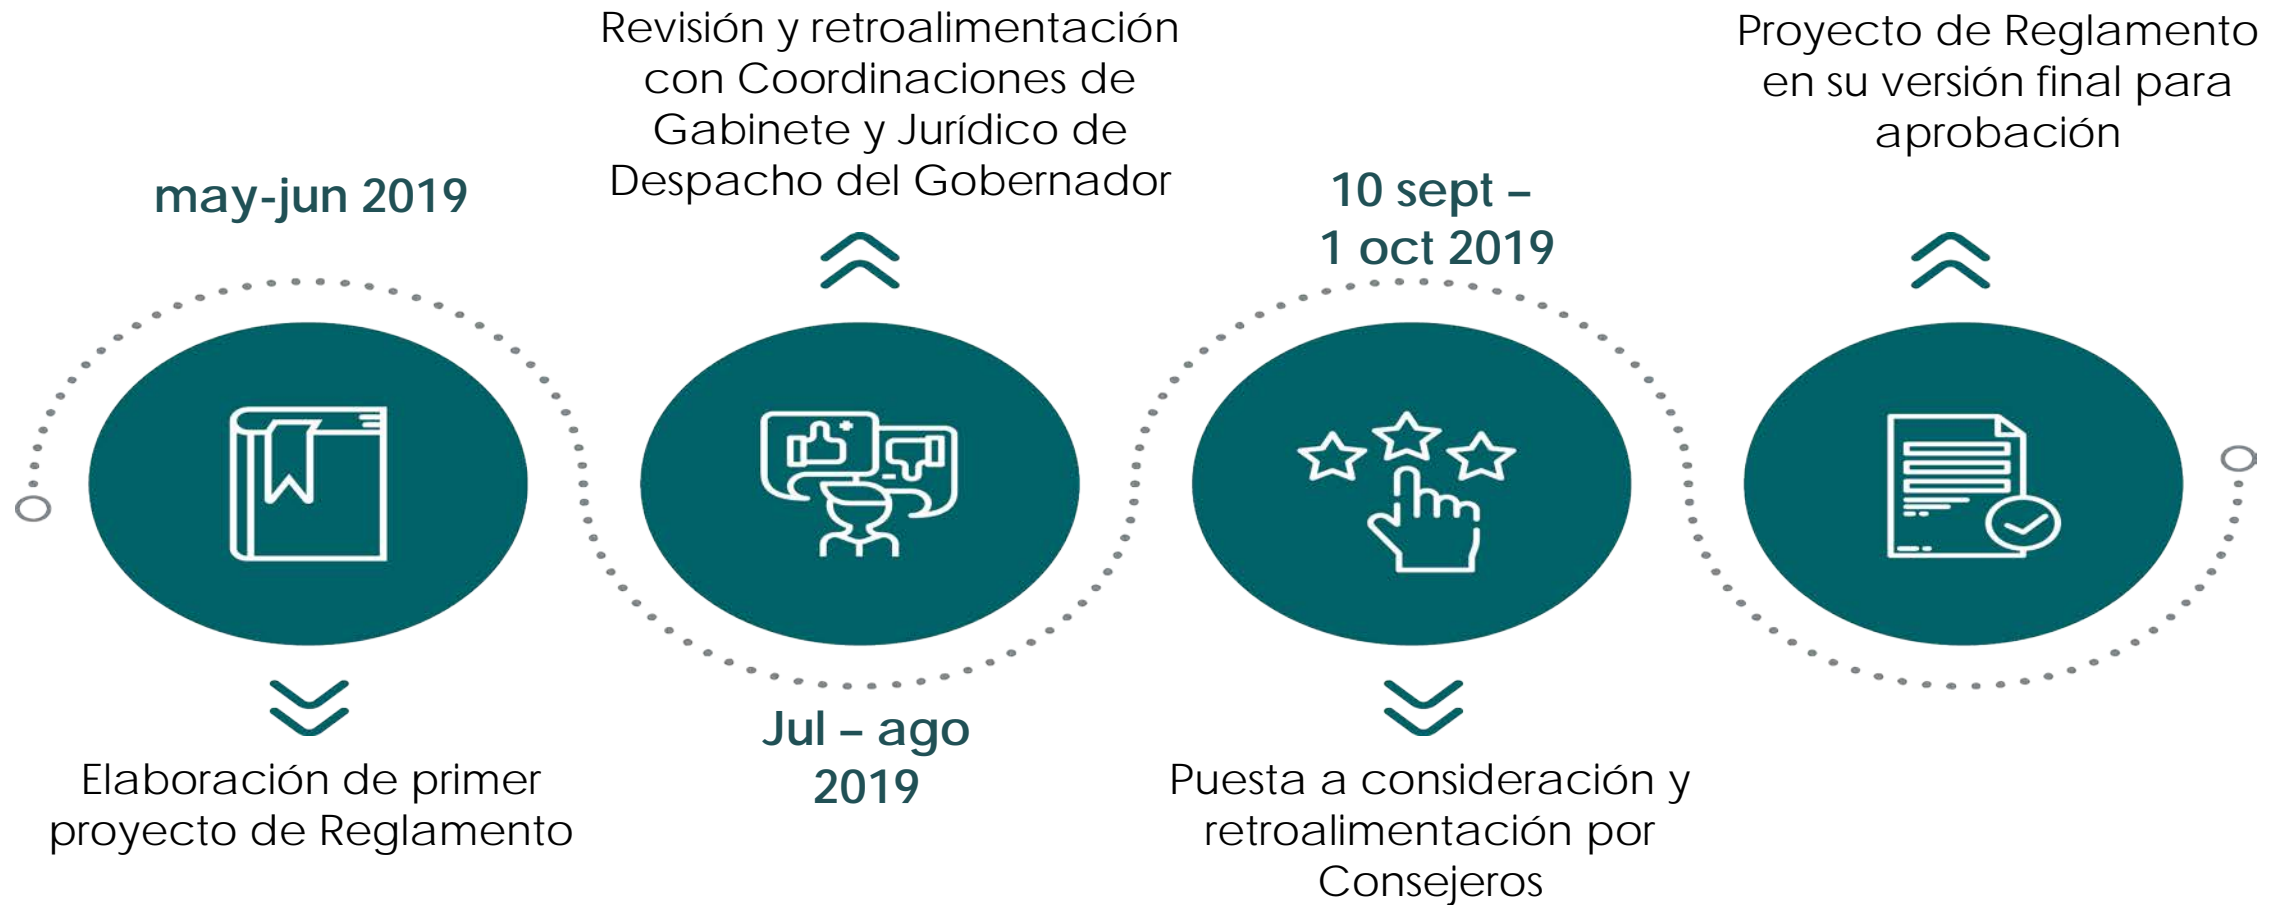 may-jun 2019
Elaboración de primer
proyecto de Reglamento
Revisión y retroalimentación
con Coordinaciones de
Gabinete y Jurídico de
Despacho del Gobernador
Jul – ago
2019
10 sept –
1 oct 2019
Puesta a consideración y
retroalimentación por
Consejeros
Proyecto de Reglamento
en su versión final para
aprobación